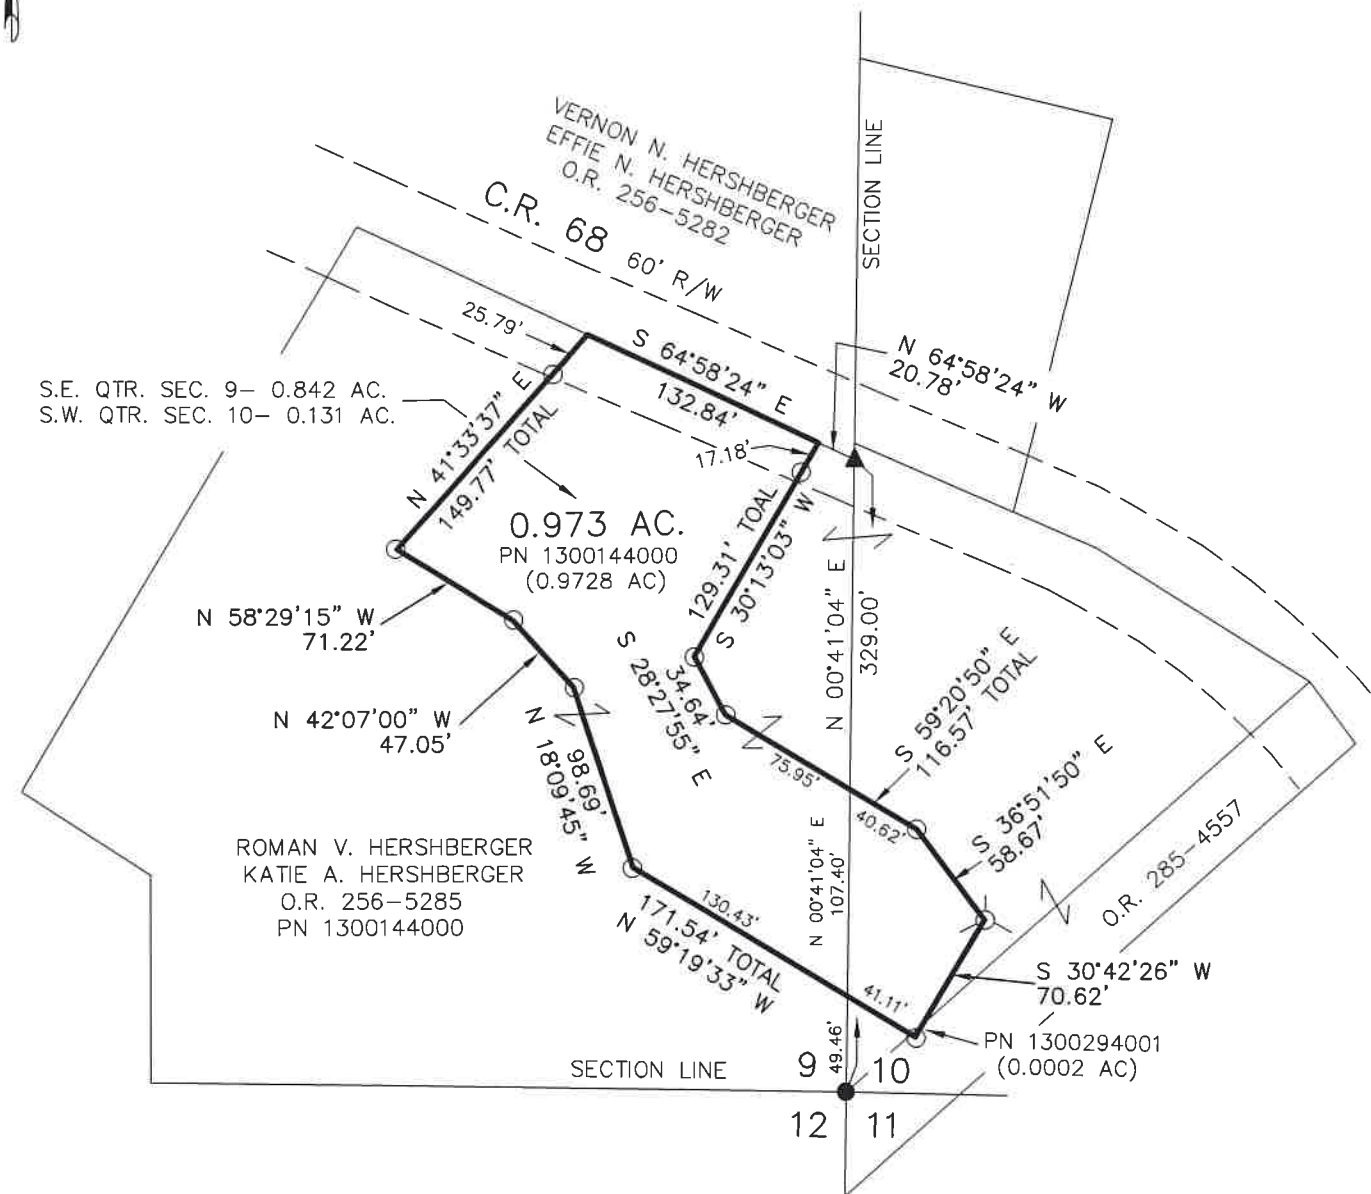 VERNON N. HERSHBERGER
EFFIE N. HERSHBERGER
O.R. 256-5282
SECTION LINE
C.R. 68 60' R/W
25.79'
S 64°58'24" E
132.84'
N 64°58'24" W
20.78'
S.E. QTR. SEC. 9- 0.842 AC.
S.W. QTR. SEC. 10- 0.131 AC.
N 41°33'37" E
149.77' TOTAL
17.18'
0.973 AC.
PN 1300144000
(0.9728 AC)
129.31' TOAL
S 30°13'03" W
N 00°41'04" E
329.00'
N 58°29'15" W
71.22'
34.64'
S 28°27'55" E
S 59°20'50" E
116.57' TOTAL
N 42°07'00" W
47.05'
75.95'
40.62'
S 36°51'50" E
58.67'
98.69'
N 18°09'45" W
N 00°41'04" E
107.40'
O.R. 285-4557
ROMAN V. HERSHBERGER
KATIE A. HERSHBERGER
O.R. 256-5285
PN 1300144000
130.43'
171.54' TOTAL
N 59°19'33" W
41.11'
S 30°42'26" W
70.62'
PN 1300294001
(0.0002 AC)
49.46'
SECTION LINE
9 10
12 11